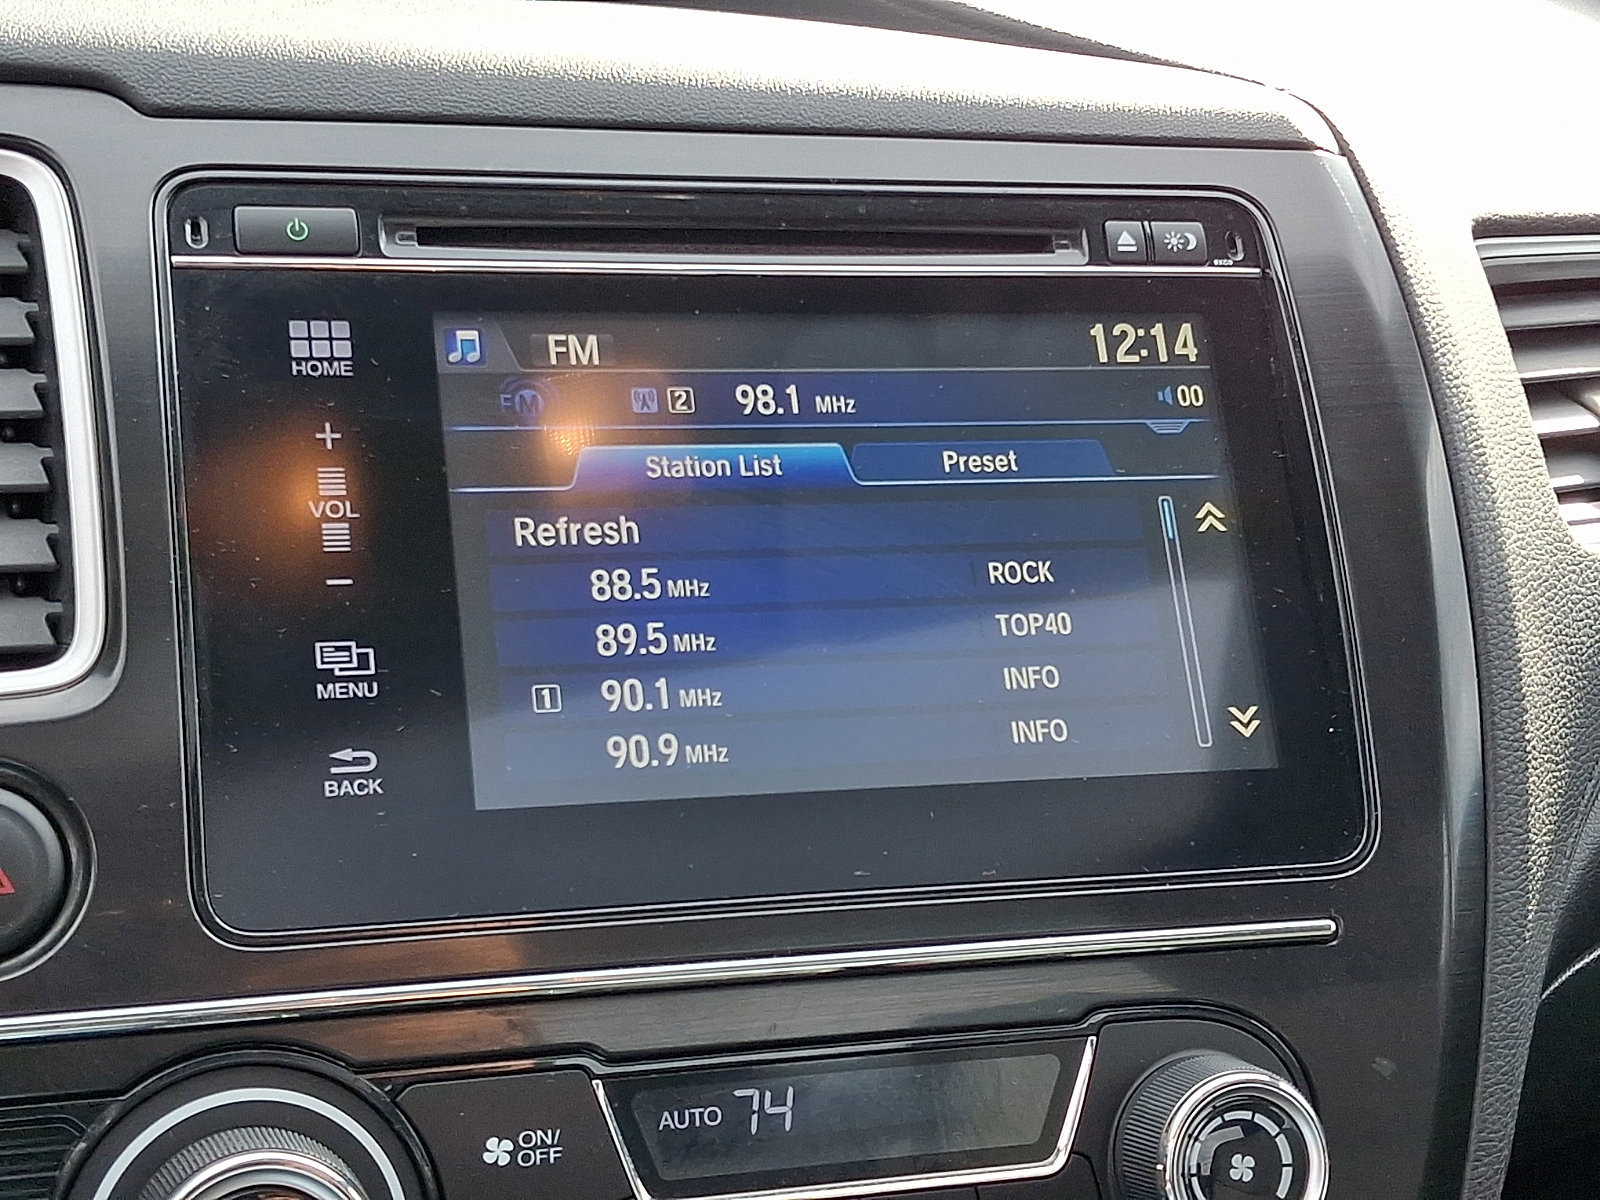 HOME
+
VOL
−
MENU
BACK
FM 12:14
FM 2 98.1 MHz 00
Station List Preset
Refresh
88.5 MHz ROCK
89.5 MHz TOP40
1 90.1 MHz INFO
90.9 MHz INFO
ON/
OFF
AUTO 74